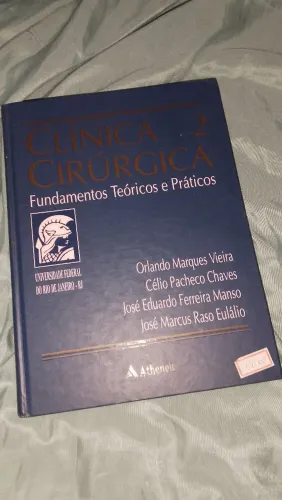 CLÍNICA 2
CIRÚRGICA
Fundamentos Teóricos e Práticos
UNIVERSIDADE FEDERAL
DO RIO DE JANEIRO - RJ
Orlando Marques Vieira
Célio Pacheco Chaves
José Eduardo Ferreira Manso
José Marcus Raso Eulálio
Atheneu